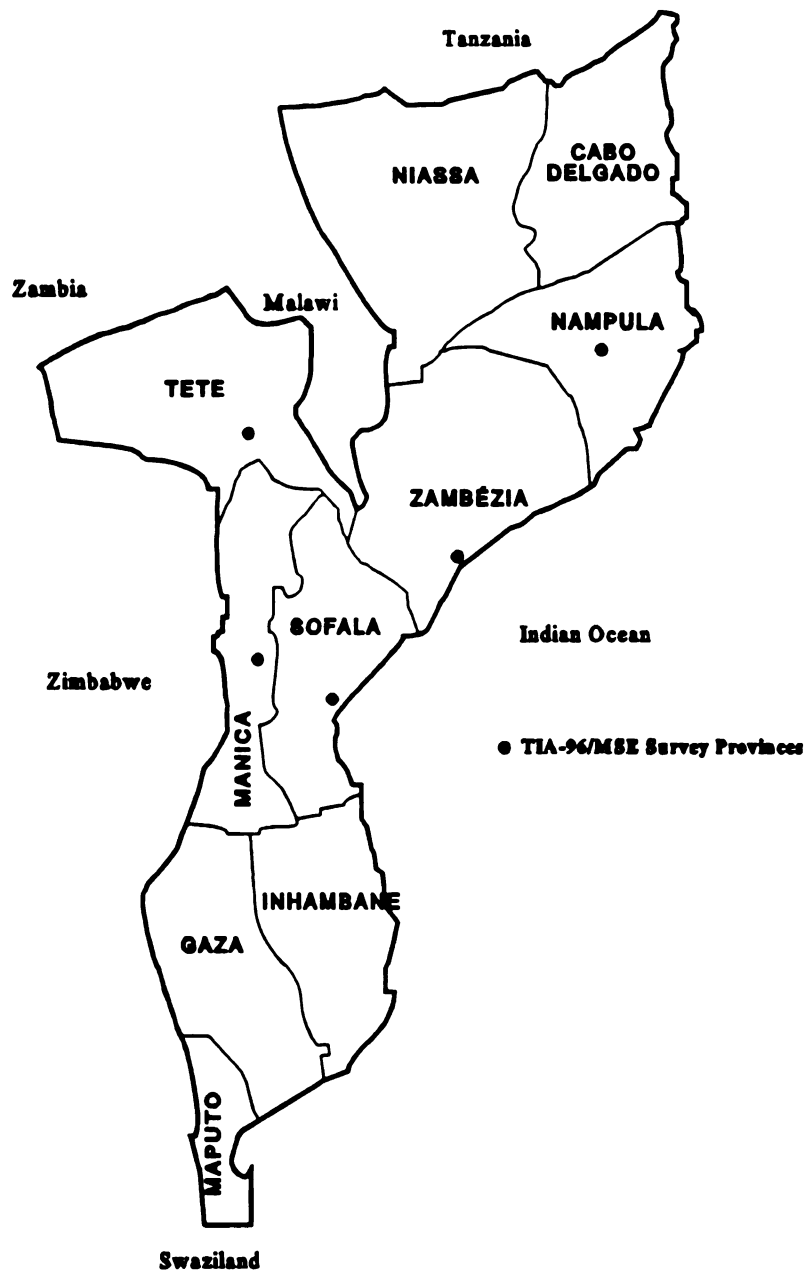 Tanzania
CABO
DELGADO
NIASSA
Zambia
Malawi
NAMPULA
TETE
ZAMBÉZIA
SOFALA
Indian Ocean
Zimbabwe
MANICA
TIA-96/MSE Survey Provinces
INHAMBANE
GAZA
MAPUTO
Swaziland